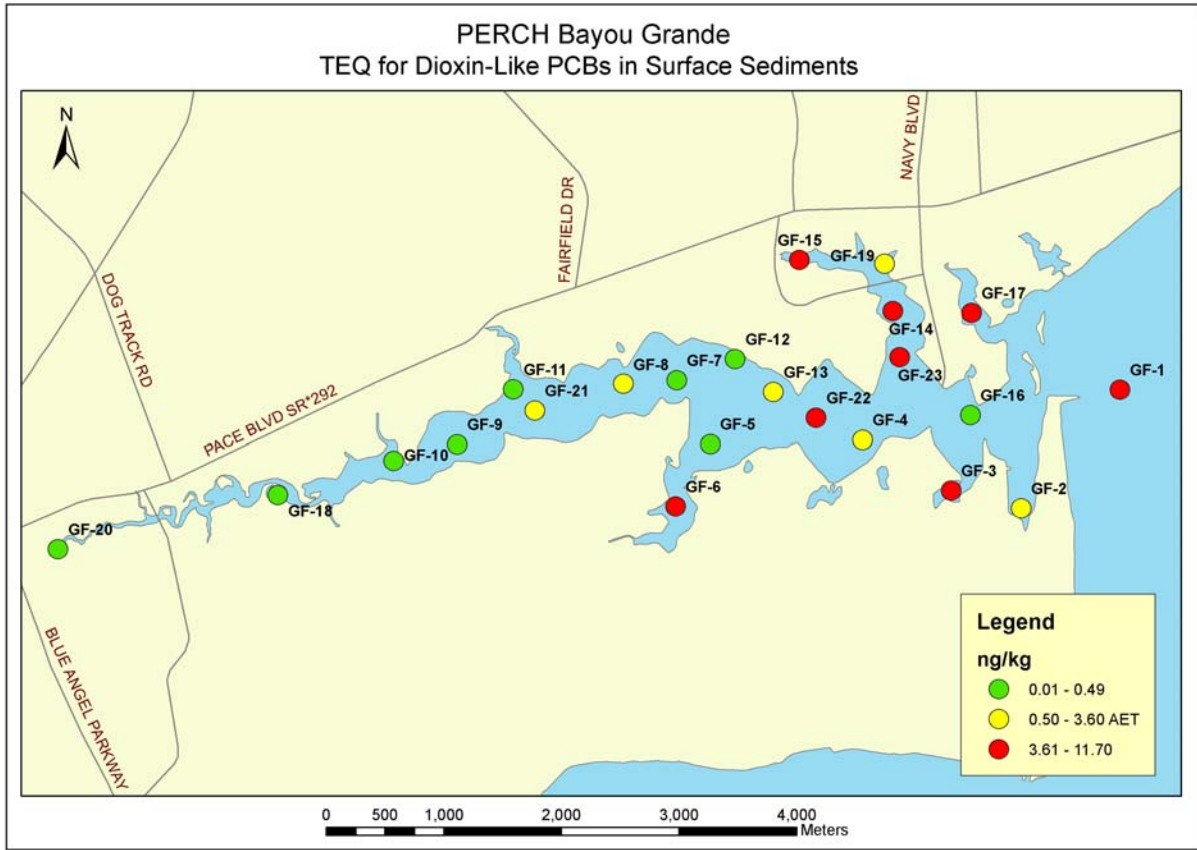 PERCH Bayou Grande
TEQ for Dioxin-Like PCBs in Surface Sediments
N
NAVY BLVD
FAIRFIELD DR
DOG TRACK RD
PACE BLVD SR*292
BLUE ANGEL PARKWAY
GF-15
GF-19
GF-17
GF-14
GF-12
GF-7
GF-8
GF-11
GF-13
GF-23
GF-1
GF-21
GF-22
GF-16
GF-9
GF-5
GF-4
GF-10
GF-3
GF-6
GF-2
GF-18
GF-20
Legend
ng/kg
0.01 - 0.49
0.50 - 3.60 AET
3.61 - 11.70
0 500 1,000 2,000 3,000 4,000
Meters